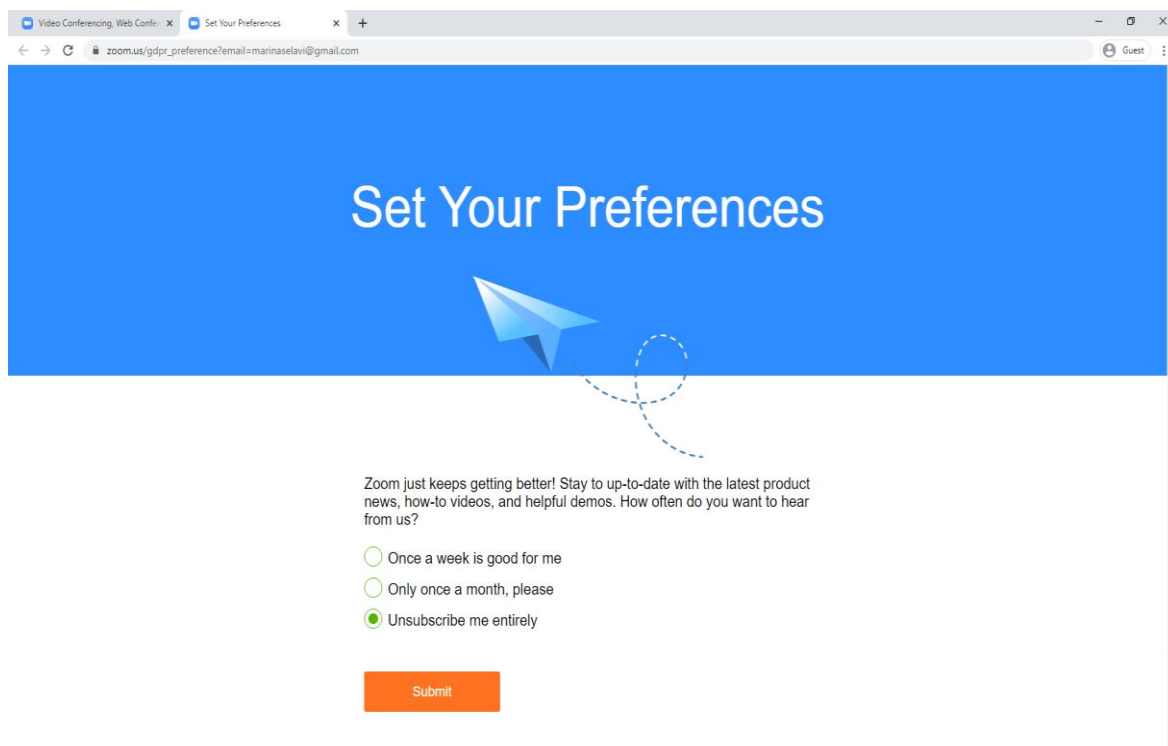 Video Conferencing, Web Confe
Set Your Preferences
zoom.us/gdpr_preference?email=marinaselavi@gmail.com
Guest
Set Your Preferences
Zoom just keeps getting better! Stay to up-to-date with the latest product
news, how-to videos, and helpful demos. How often do you want to hear
from us?
Once a week is good for me
Only once a month, please
Unsubscribe me entirely
Submit